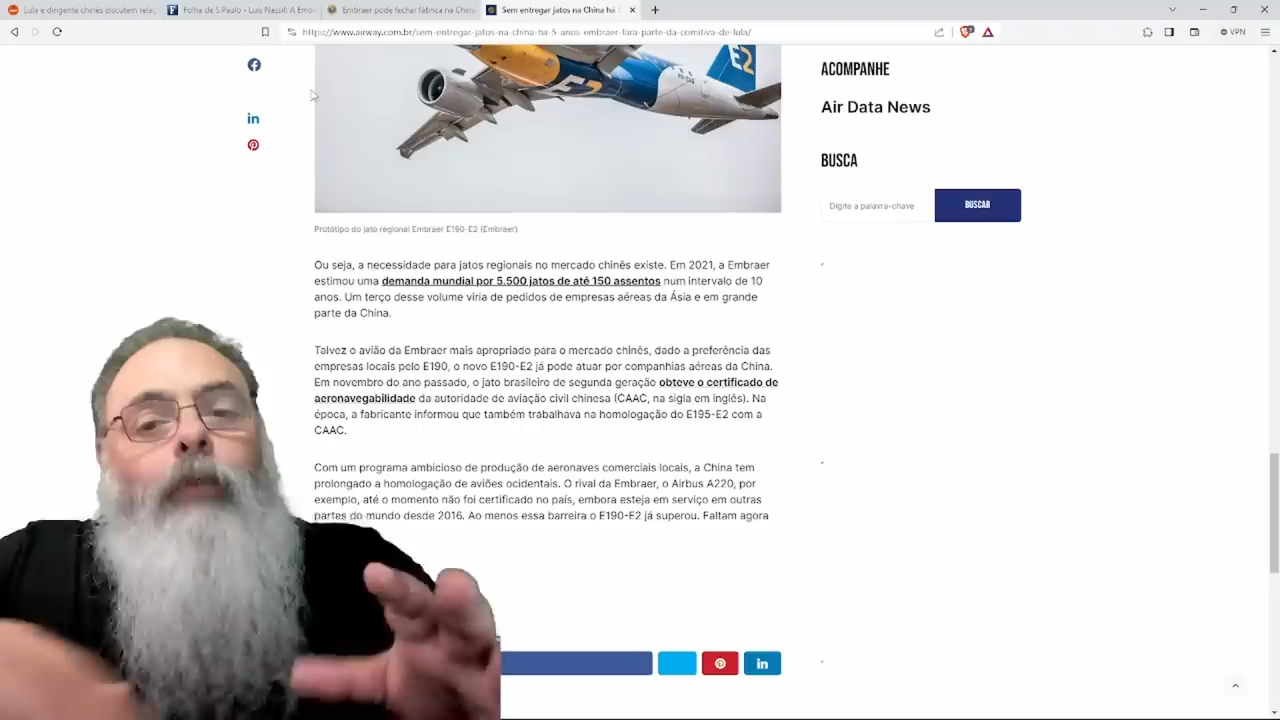 Lula e dirigente chinês discutem relaç
Folha de S.Paulo - Luís Nassif: A Emb
Embraer pode fechar fábrica na China
Sem entregar jatos na China há 5
https://www.airway.com.br/sem-entregar-jatos-na-china-ha-5-anos-embraer-fara-parte-da-comitiva-de-lula/
VPN
E2
E2
ACOMPANHE
Air Data News
BUSCA
Digite a palavra-chave
BUSCAR
Protótipo do jato regional Embraer E190-E2 (Embraer)
Ou seja, a necessidade para jatos regionais no mercado chinês existe. Em 2021, a Embraer
estimou uma demanda mundial por 5.500 jatos de até 150 assentos num intervalo de 10
anos. Um terço desse volume viria de pedidos de empresas aéreas da Ásia e em grande
parte da China.
Talvez o avião da Embraer mais apropriado para o mercado chinês, dado a preferência das
empresas locais pelo E190, o novo E190-E2 já pode atuar por companhias aéreas da China.
Em novembro do ano passado, o jato brasileiro de segunda geração obteve o certificado de
aeronavegabilidade da autoridade de aviação civil chinesa (CAAC, na sigla em inglês). Na
época, a fabricante informou que também trabalhava na homologação do E195-E2 com a
CAAC.
Com um programa ambicioso de produção de aeronaves comerciais locais, a China tem
prolongado a homologação de aviões ocidentais. O rival da Embraer, o Airbus A220, por
exemplo, até o momento não foi certificado no país, embora esteja em serviço em outras
partes do mundo desde 2016. Ao menos essa barreira o E190-E2 já superou. Faltam agora